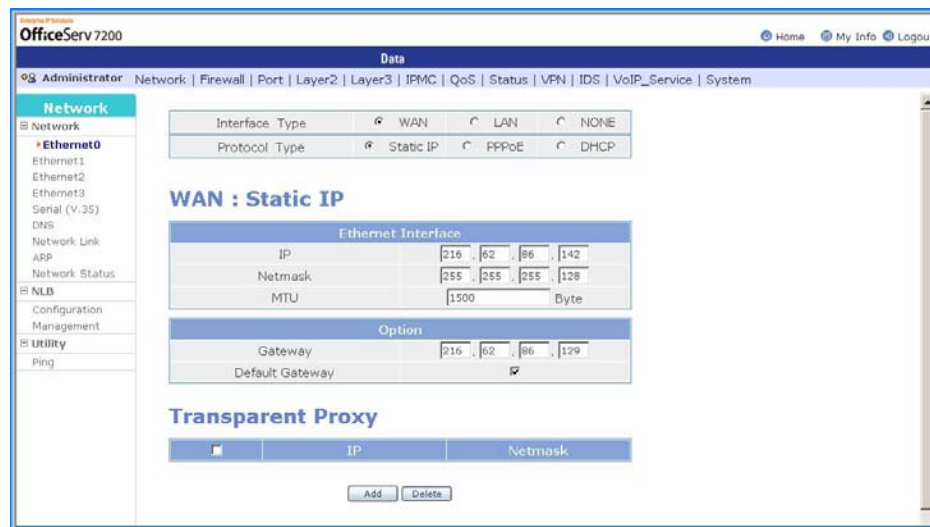 Enterprise IP Solutions
OfficeServ 7200
Home My Info Logou
Data
Administrator Network | Firewall | Port | Layer2 | Layer3 | IPMC | QoS | Status | VPN | IDS | VoIP_Service | System
Network
Network
Ethernet0
Ethernet1
Ethernet2
Ethernet3
Serial (V.35)
DNS
Network Link
ARP
Network Status
NLB
Configuration
Management
Utility
Ping
Interface Type WAN LAN NONE
Protocol Type Static IP PPPoE DHCP
WAN : Static IP
Ethernet Interface
IP 216 . 62 . 86 . 142
Netmask 255 . 255 . 255 . 128
MTU 1500 Byte
Option
Gateway 216 . 62 . 86 . 129
Default Gateway
Transparent Proxy
IP Netmask
Add Delete